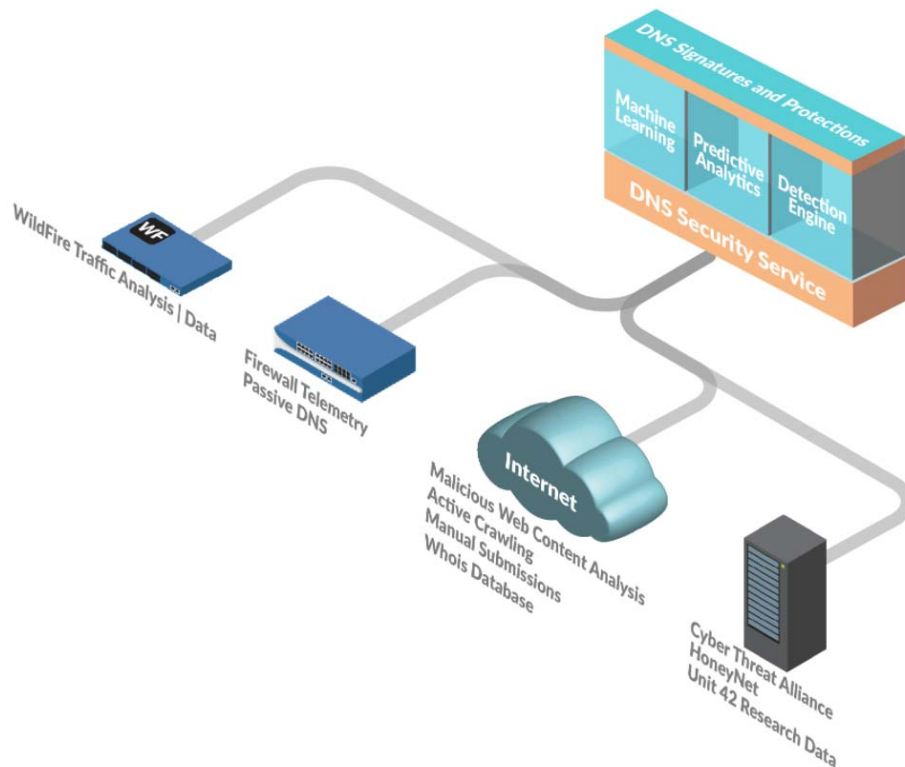 DNS Signatures and Protections
Machine
Learning
Predictive
Analytics
Detection
Engine
DNS Security Service
WF
WildFire Traffic Analysis | Data
Firewall Telemetry
Passive DNS
Internet
Malicious Web Content Analysis
Active Crawling
Manual Submissions
Whois Database
Cyber Threat Alliance
HoneyNet
Unit 42 Research Data